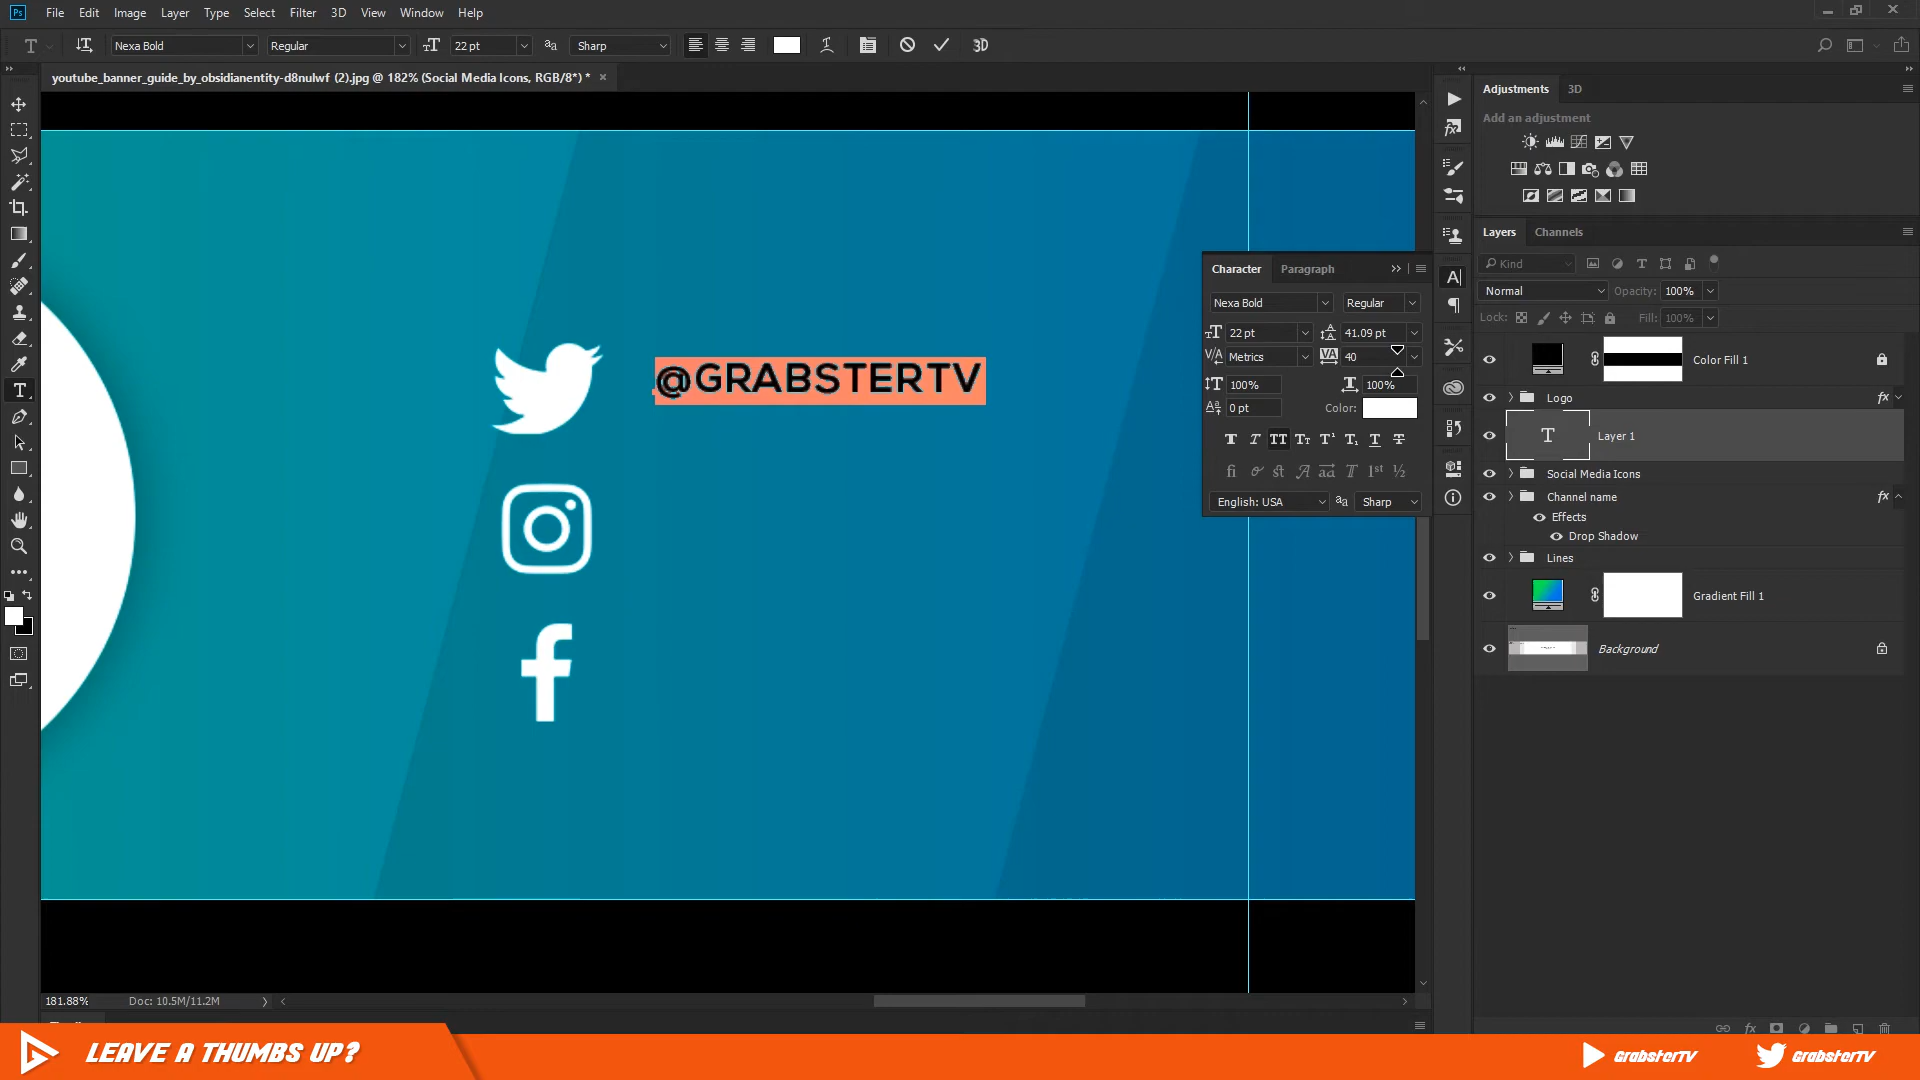 Ps File Edit Image Layer Type Select Filter 3D View Window Help
T Nexa Bold Regular 22 pt Sharp 3D
youtube_banner_guide_by_obsidianentity-d8nulwf (2).jpg @ 182% (Social Media Icons, RGB/8*) *
Adjustments 3D
Add an adjustment
Layers Channels
Kind
Normal Opacity: 100%
Lock: Fill: 100%
Color Fill 1
Logo fx
T Layer 1
Social Media Icons
Channel name fx
Effects
Drop Shadow
Lines
Gradient Fill 1
Background
@GRABSTERTV
Character Paragraph
Nexa Bold Regular
22 pt 41.09 pt
Metrics 40
100% 100%
0 pt Color:
English: USA Sharp
181.88% Doc: 10.5M/11.2M
LEAVE A THUMBS UP? GrabsterTV GrabsterTV